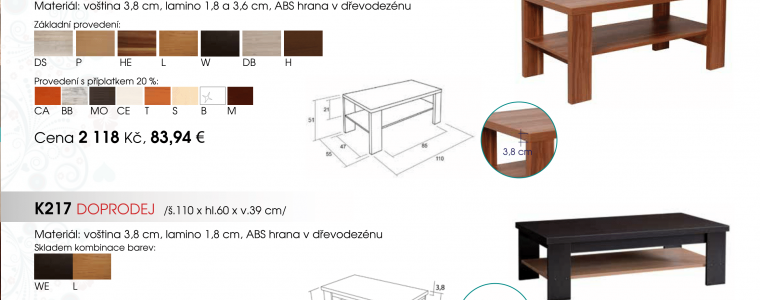 Materiál: voština 3,8 cm, lamino 1,8 a 3,6 cm, ABS hrana v dřevodezénu
Základní provedení:
DS P HE L W DB H
Provedení s příplatkem 20 %:
CA BB MO CE T S B M
Cena 2 118 Kč, 83,94 €
51
21
55
47
86
118
3,8 cm
K217 DOPRODEJ /š.110 x hl.60 x v.39 cm/
Materiál: voština 3,8 cm, lamino 1,8 cm, ABS hrana v dřevodezénu
Skladem kombinace barev:
WE L
3,8